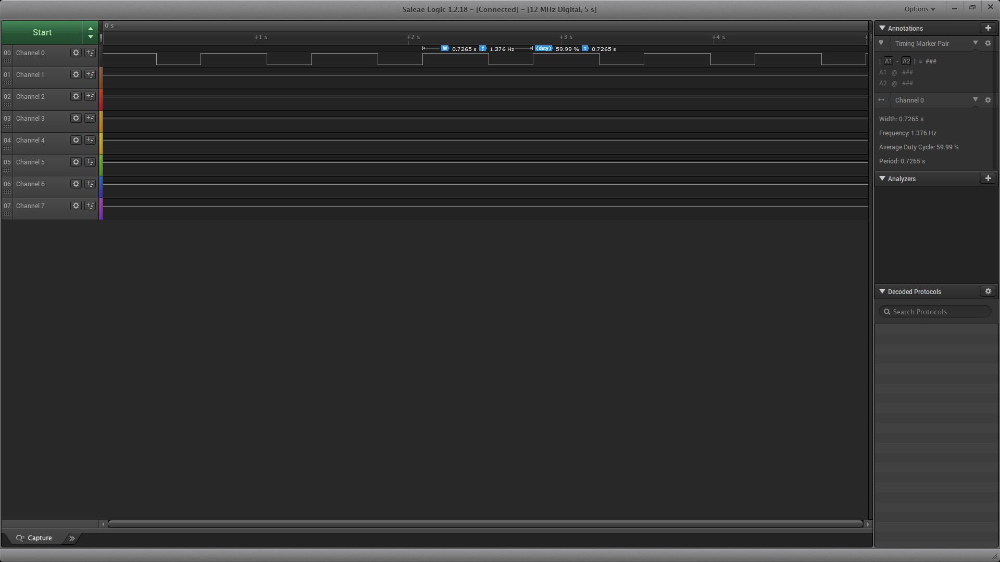 Saleae Logic 1.2.18 - [Connected] - [12 MHz Digital, 5 s]
Options
Start
0 s
+1 s
+2 s
+3 s
+4 s
+
W 0.7265 s f 1.376 Hz duty 59.99 % T 0.7265 s
00 Channel 0
01 Channel 1
02 Channel 2
03 Channel 3
04 Channel 4
05 Channel 5
06 Channel 6
07 Channel 7
Annotations
Timing Marker Pair
| A1 - A2 | = ###
A1 @ ###
A2 @ ###
Channel 0
Width: 0.7265 s
Frequency: 1.376 Hz
Average Duty Cycle: 59.99 %
Period: 0.7265 s
Analyzers
Decoded Protocols
Search Protocols
Capture